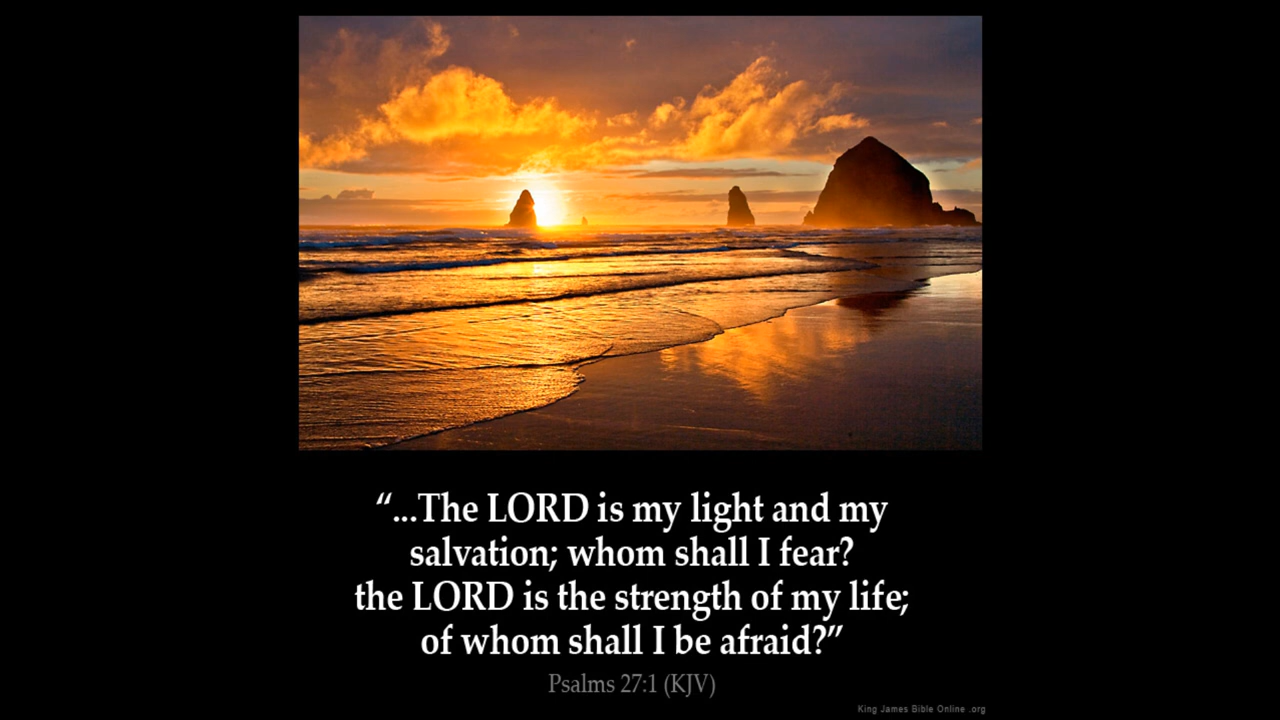 “...The LORD is my light and my
salvation; whom shall I fear?
the LORD is the strength of my life;
of whom shall I be afraid?”
Psalms 27:1 (KJV)
King James Bible Online .org